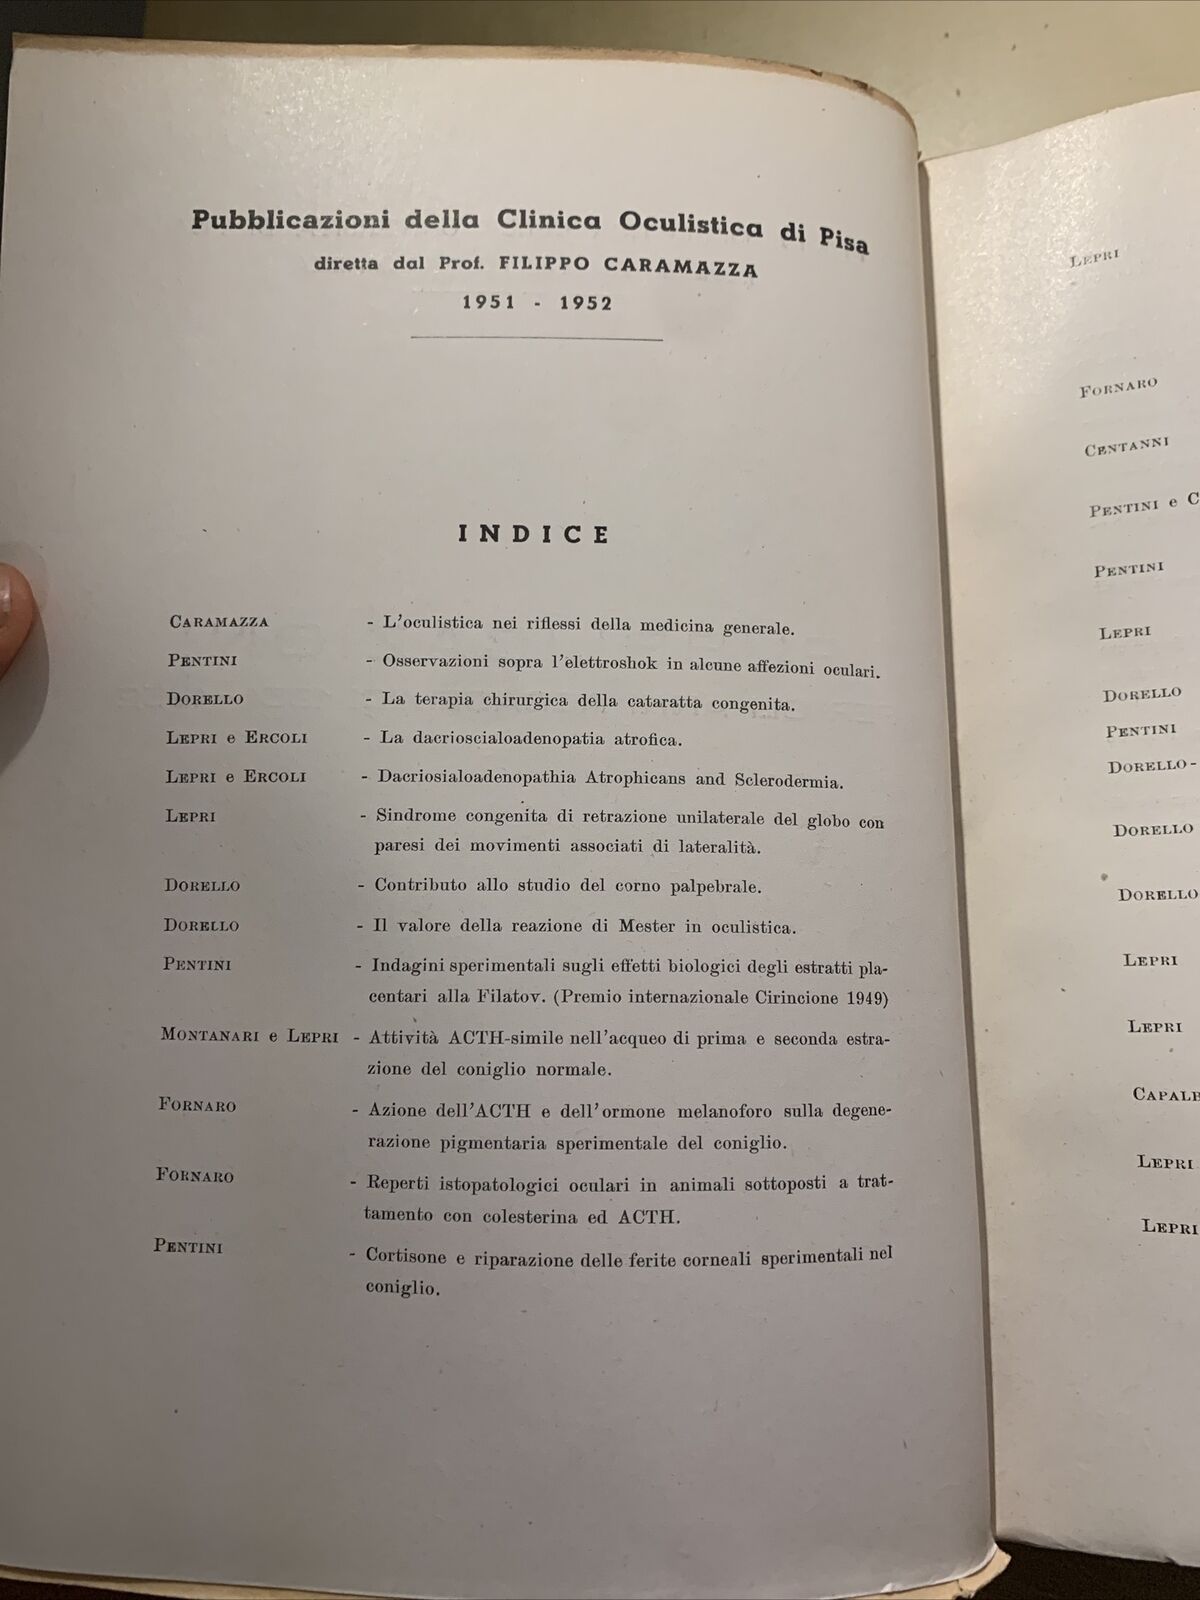 Pubblicazioni della Clinica Oculistica di Pisa
diretta dal Prof. FILIPPO CARAMAZZA
1951 - 1952
INDICE
CARAMAZZA - L'oculistica nei riflessi della medicina generale.
PENTINI - Osservazioni sopra l'elettroshok in alcune affezioni oculari.
DORELLO - La terapia chirurgica della cataratta congenita.
LEPRI e ERCOLI - La dacrioscialoadenopatia atrofica.
LEPRI e ERCOLI - Dacriosialoadenopathia Atrophicans and Sclerodermia.
LEPRI - Sindrome congenita di retrazione unilaterale del globo con
paresi dei movimenti associati di lateralità.
DORELLO - Contributo allo studio del corno palpebrale.
DORELLO - Il valore della reazione di Mester in oculistica.
PENTINI - Indagini sperimentali sugli effetti biologici degli estratti pla-
centari alla Filatov. (Premio internazionale Cirincione 1949)
MONTANARI e LEPRI - Attività ACTH-simile nell'acqueo di prima e seconda estra-
zione del coniglio normale.
FORNARO - Azione dell'ACTH e dell'ormone melanoforo sulla degene-
razione pigmentaria sperimentale del coniglio.
FORNARO - Reperti istopatologici oculari in animali sottoposti a trat-
tamento con colesterina ed ACTH.
PENTINI - Cortisone e riparazione delle ferite corneali sperimentali nel
coniglio.
LEPRI
FORNARO
CENTANNI
PENTINI e C
PENTINI
LEPRI
DORELLO
PENTINI
DORELLO-
DORELLO
DORELLO
LEPRI
LEPRI
CAPALB
LEPRI
LEPRI